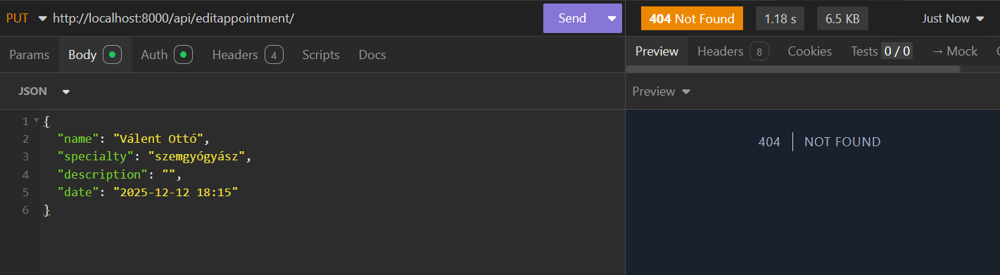 PUT http://localhost:8000/api/editappointment/ Send
404 Not Found 1.18 s 6.5 KB Just Now
Params Body Auth Headers 4 Scripts Docs
Preview Headers 8 Cookies Tests 0 / 0 → Mock
JSON
Preview
1 {
2 "name": "Válent Ottó",
3 "specialty": "szemgyógyász",
4 "description": "",
5 "date": "2025-12-12 18:15"
6 }
404 NOT FOUND